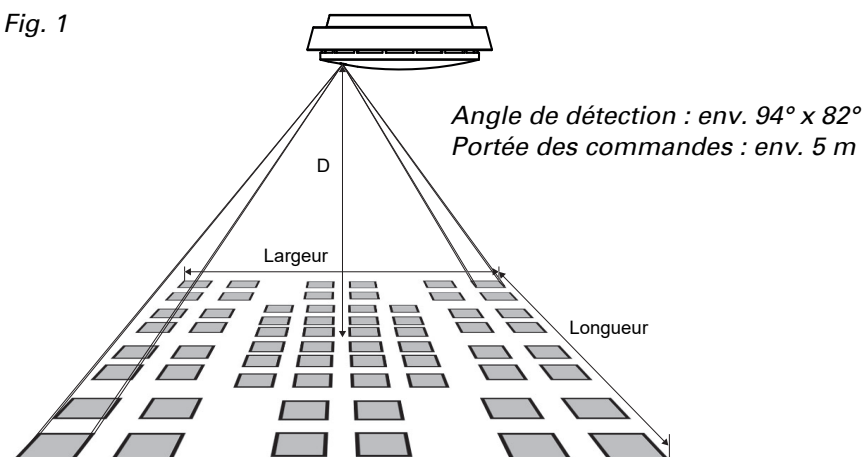 Fig. 1
Angle de détection : env. 94° x 82°
Portée des commandes : env. 5 m
D
Largeur
Longueur